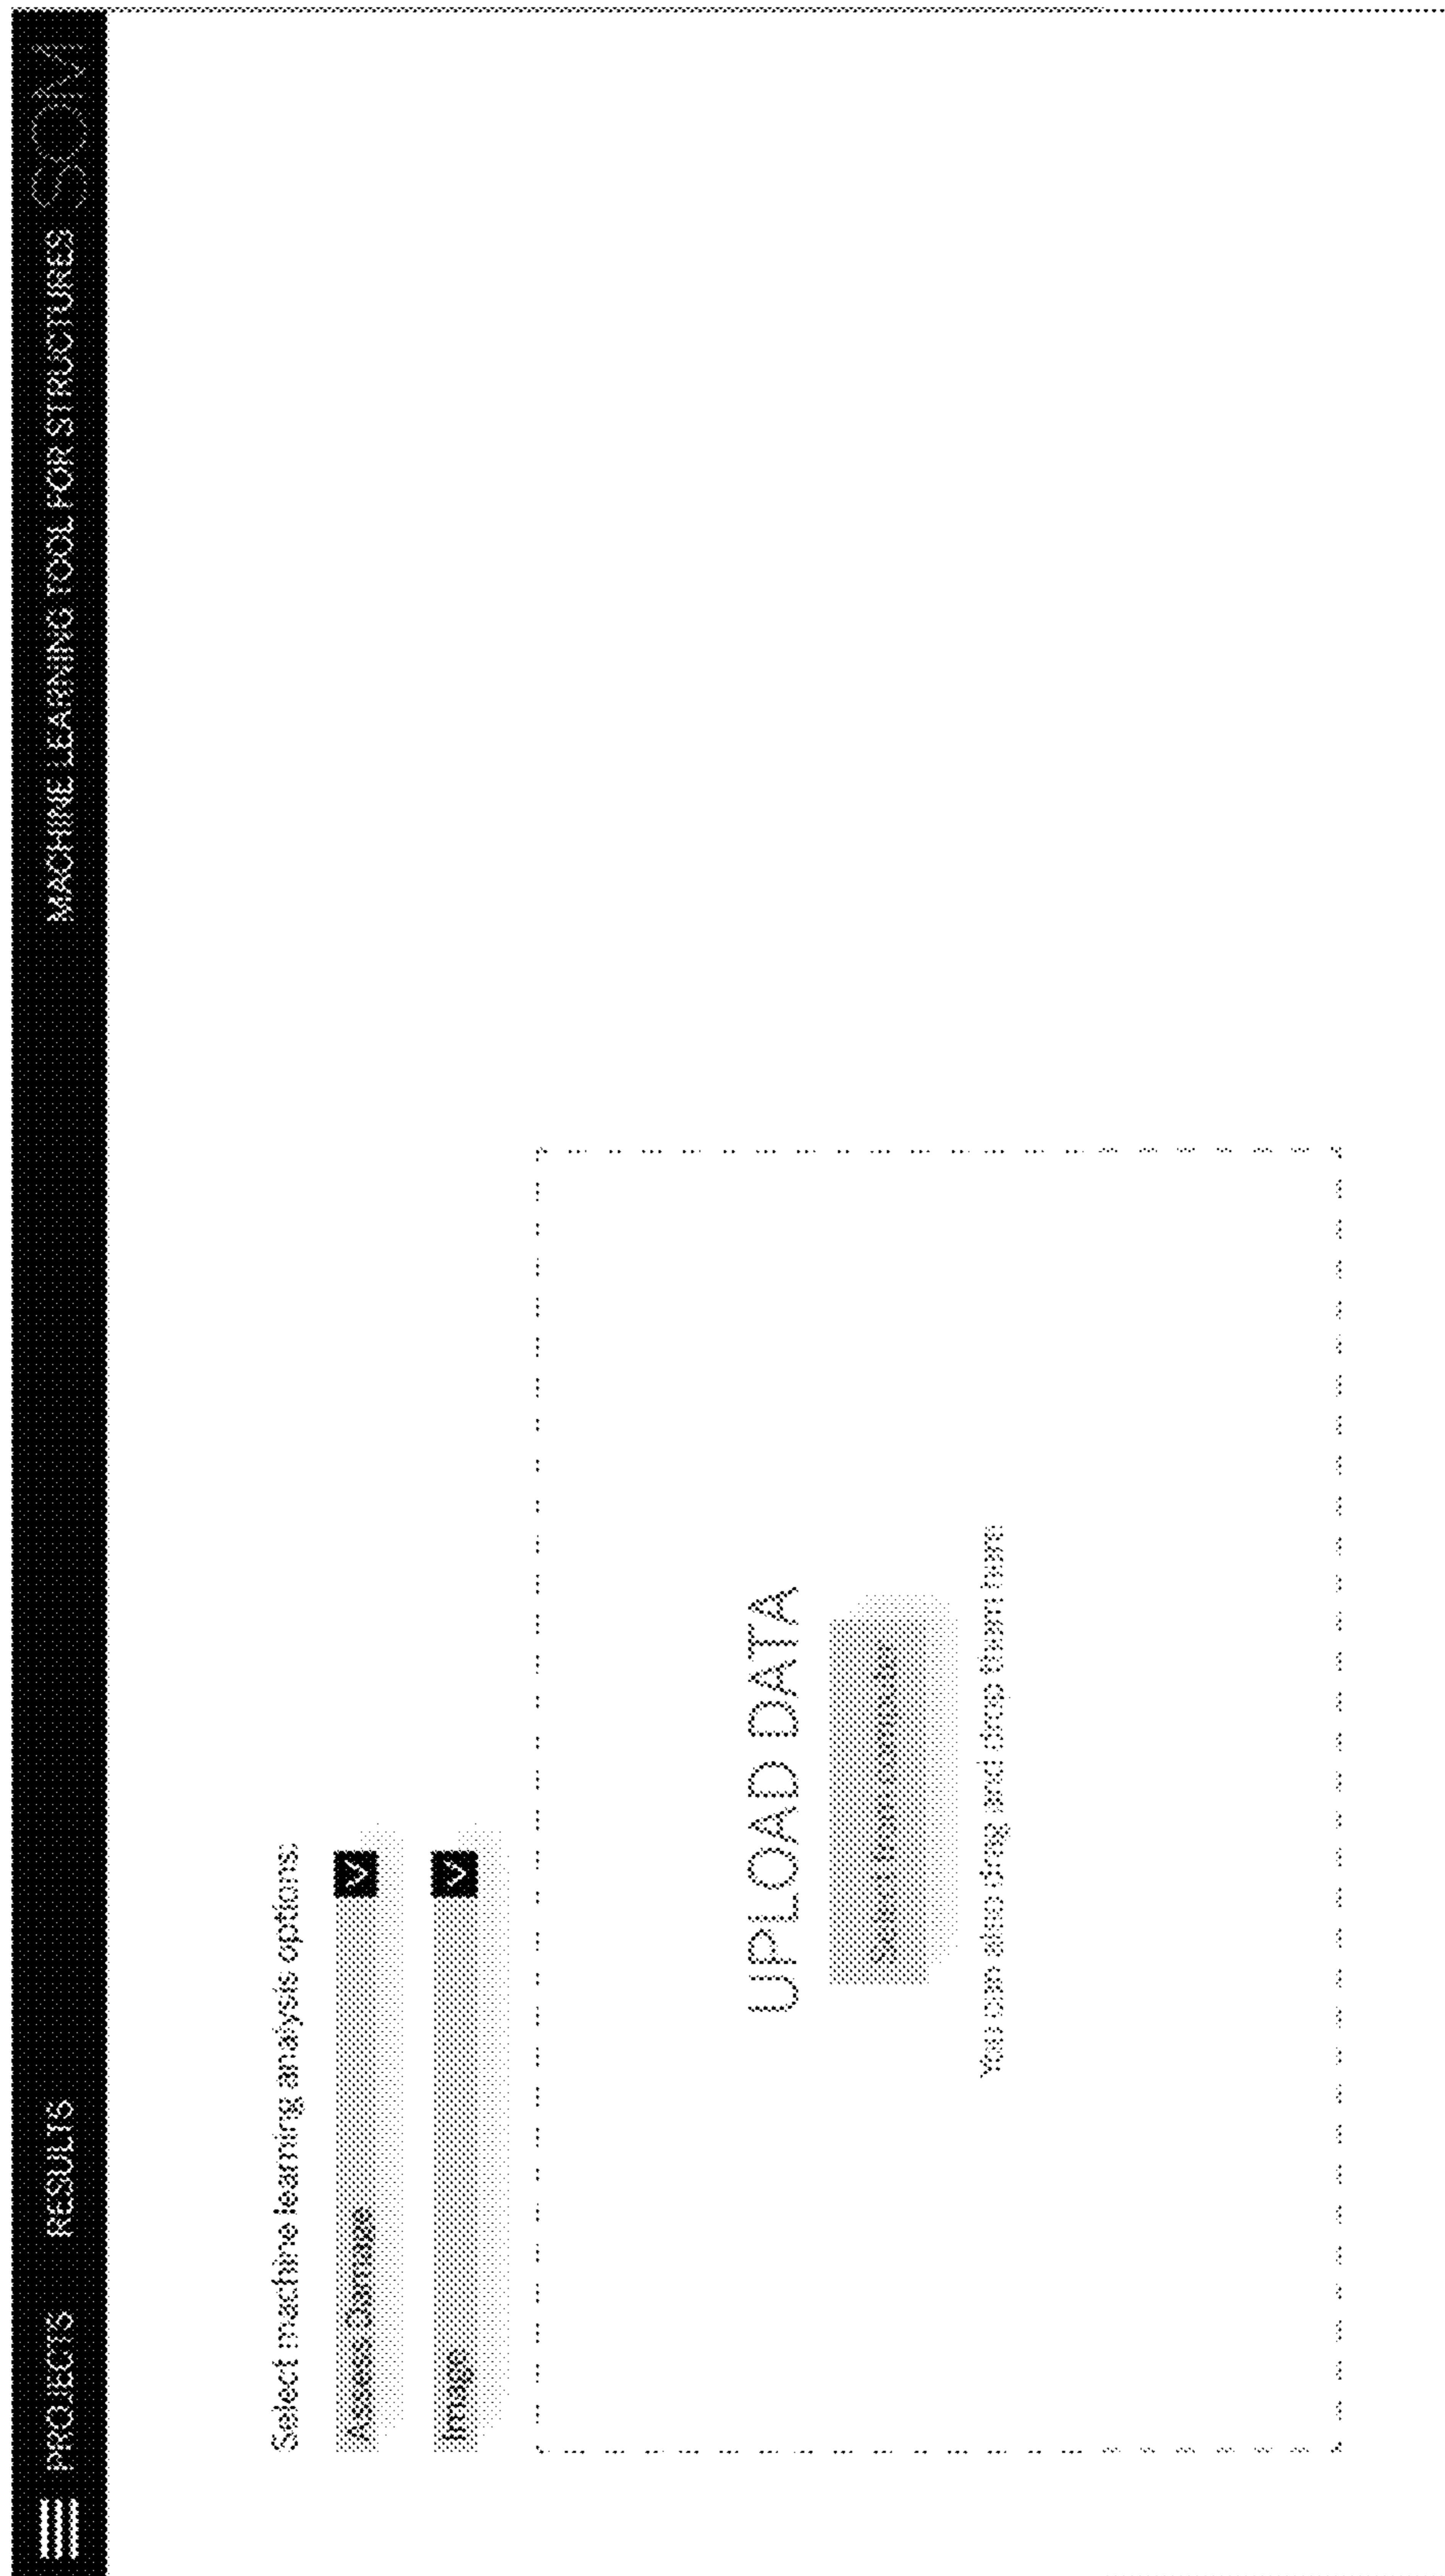 PROJECTS RESULTS MACHINE LEARNING TOOL FOR STRUCTURES SOM
Select machine learning analysis options:
Assess Damage
Image
UPLOAD DATA
You can also drag and drop them here